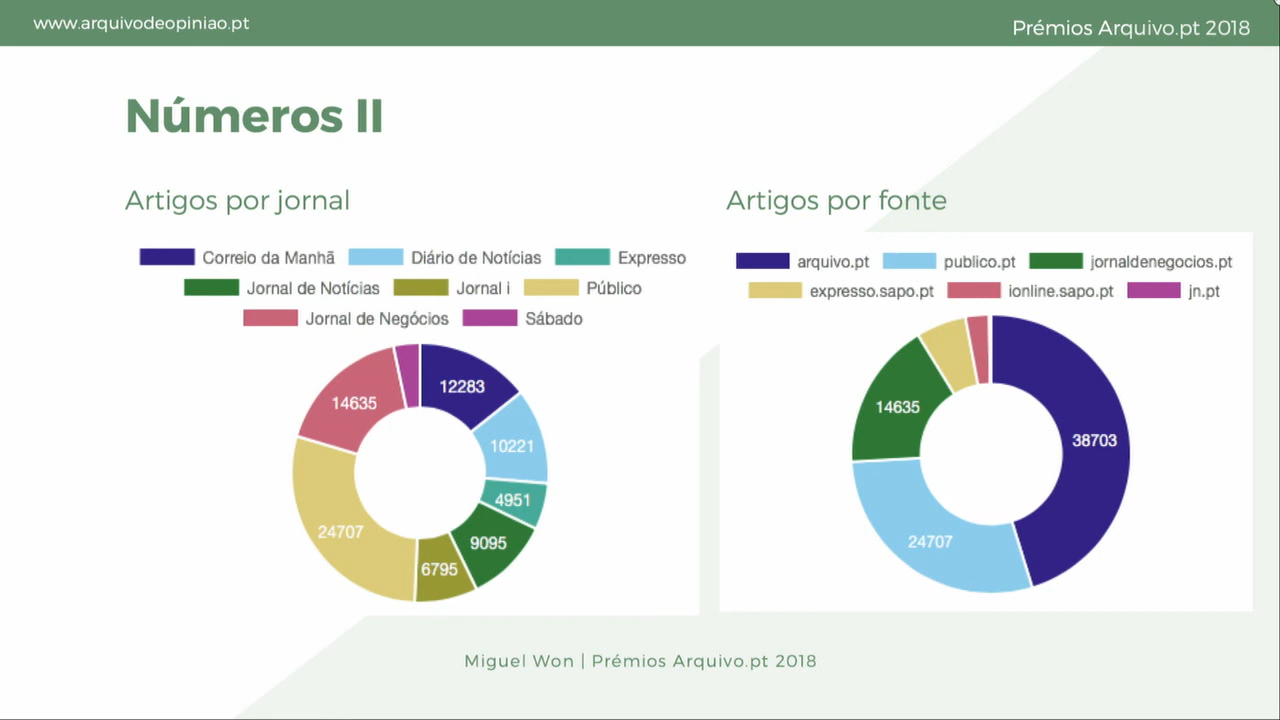 www.arquivodeopiniao.pt
Prémios Arquivo.pt 2018
Números II
Artigos por jornal
Correio da Manhã Diário de Notícias Expresso
Jornal de Notícias Jornal i Público
Jornal de Negócios Sábado
12283
10221
4951
9095
6795
24707
14635
Artigos por fonte
arquivo.pt publico.pt jornaldenegocios.pt
expresso.sapo.pt ionline.sapo.pt jn.pt
38703
24707
14635
Miguel Won | Prémios Arquivo.pt 2018